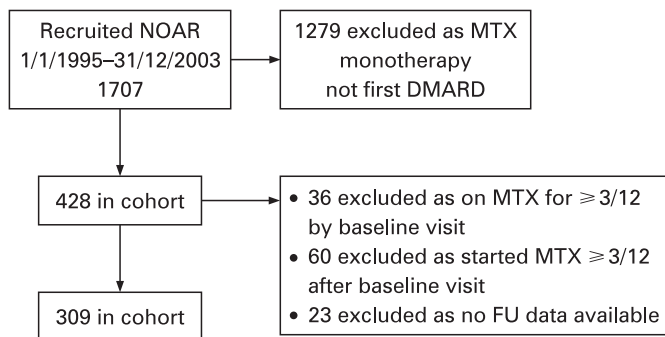 Recruited NOAR
1/1/1995–31/12/2003
1707
1279 excluded as MTX
monotherapy
not first DMARD
428 in cohort
• 36 excluded as on MTX for ≥ 3/12
by baseline visit
• 60 excluded as started MTX ≥ 3/12
after baseline visit
• 23 excluded as no FU data available
309 in cohort